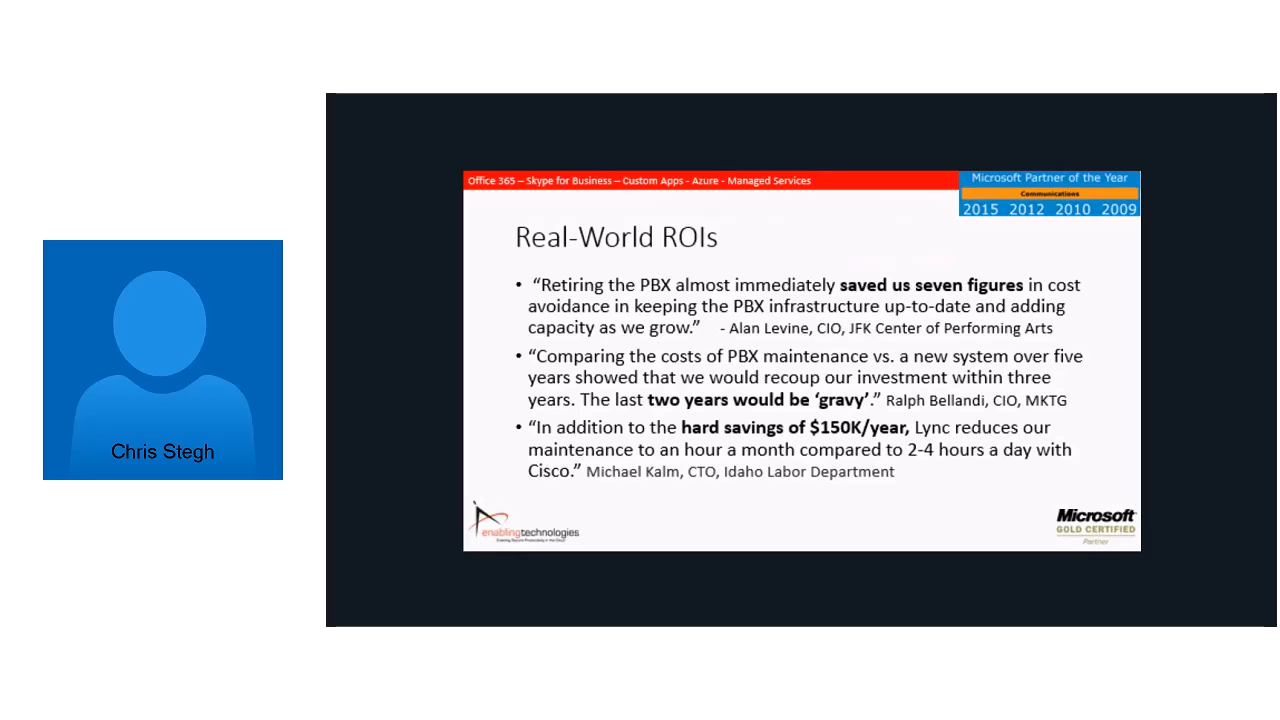 Office 365 – Skype for Business – Custom Apps - Azure - Managed Services
Microsoft Partner of the Year
Communications
2015 2012 2010 2009
Real-World ROIs
• “Retiring the PBX almost immediately saved us seven figures in cost
avoidance in keeping the PBX infrastructure up-to-date and adding
capacity as we grow.” - Alan Levine, CIO, JFK Center of Performing Arts
• “Comparing the costs of PBX maintenance vs. a new system over five
years showed that we would recoup our investment within three
years. The last two years would be ‘gravy’.” Ralph Bellandi, CIO, MKTG
• “In addition to the hard savings of $150K/year, Lync reduces our
maintenance to an hour a month compared to 2-4 hours a day with
Cisco.” Michael Kalm, CTO, Idaho Labor Department
Chris Stegh
enablingtechnologies
Enabling Secure Productivity in the Cloud
Microsoft
GOLD CERTIFIED
Partner